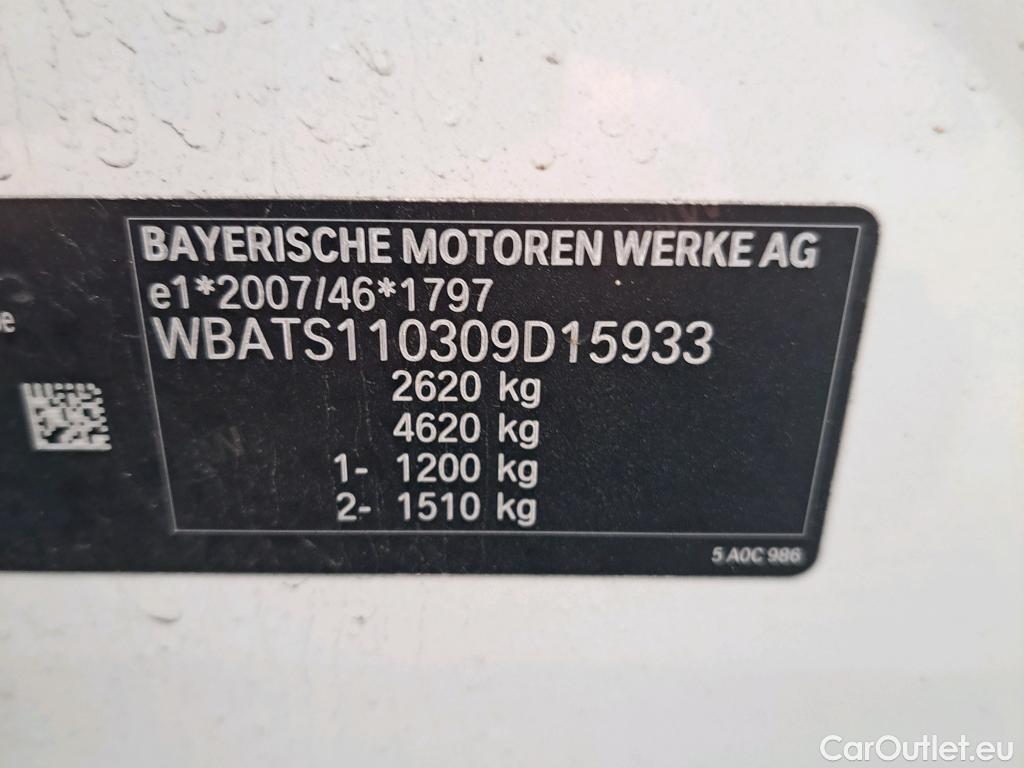 BAYERISCHE MOTOREN WERKE AG
e1*2007/46*1797
WBATS110309D15933
2620 kg
4620 kg
1- 1200 kg
2- 1510 kg
5 A0C 986
CarOutlet.eu